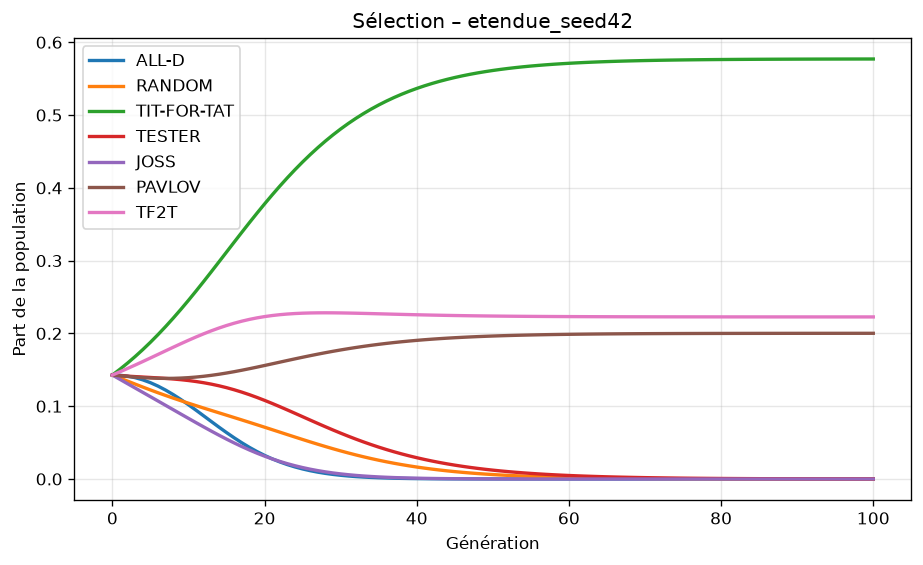 Sélection – etendue_seed42
Part de la population
0.6
0.5
0.4
0.3
0.2
0.1
0.0
ALL-D
RANDOM
TIT-FOR-TAT
TESTER
JOSS
PAVLOV
TF2T
0 20 40 60 80 100
Génération